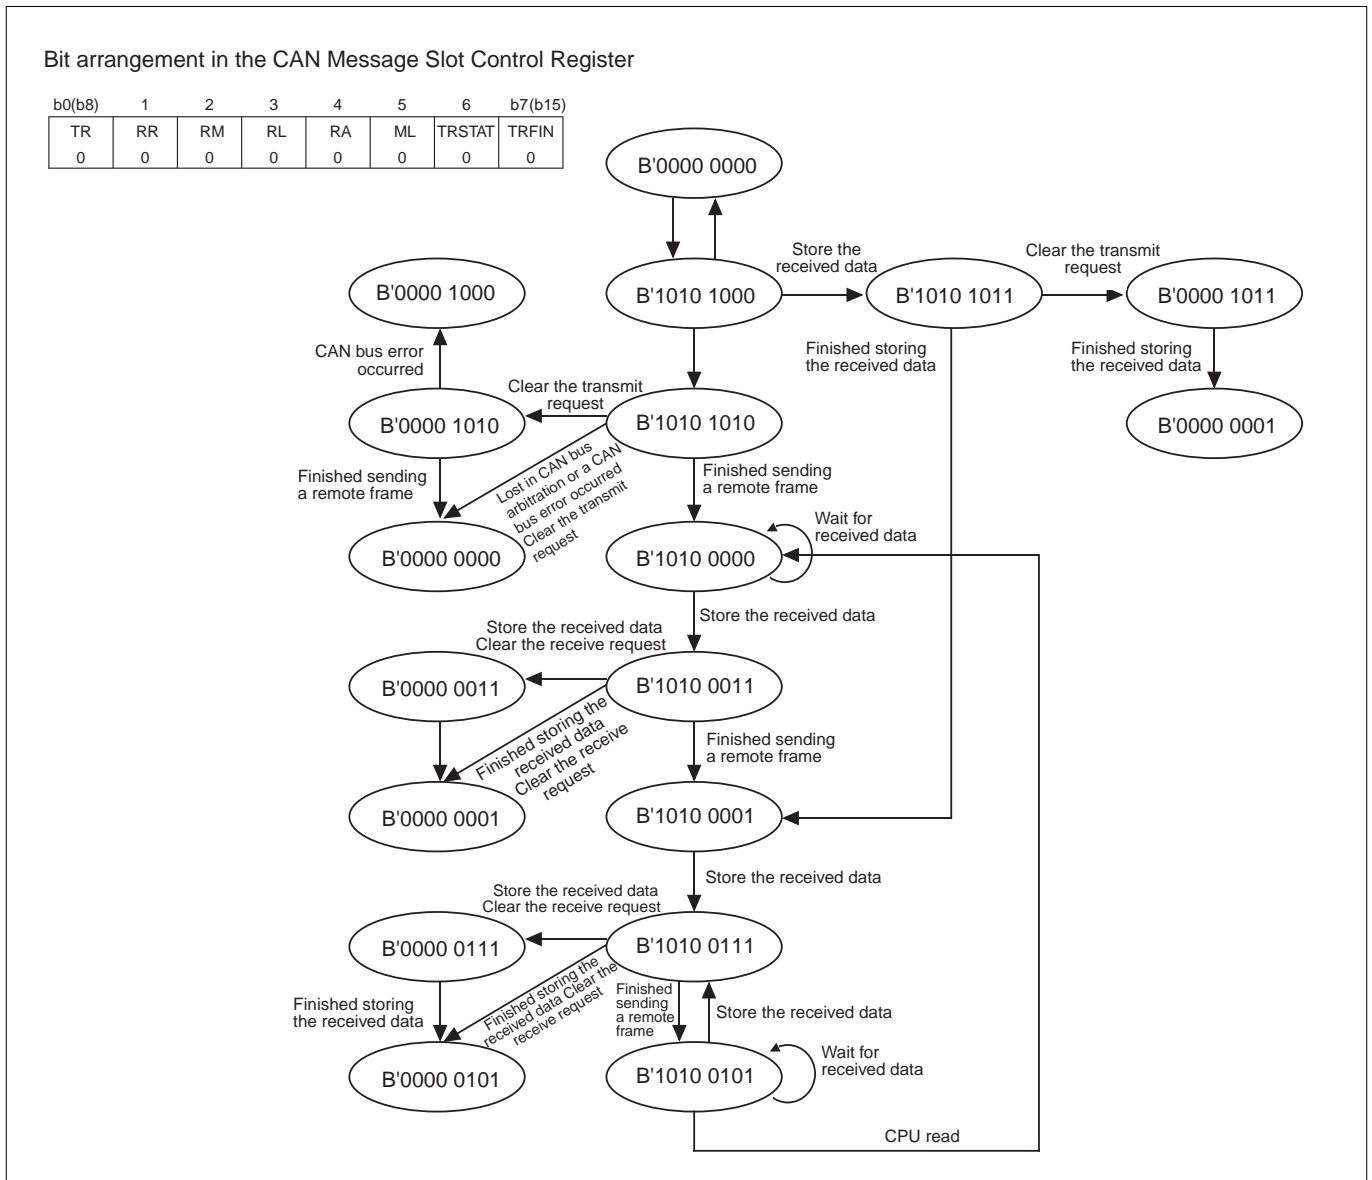 Bit arrangement in the CAN Message Slot Control Register
b0(b8) 1 2 3 4 5 6 b7(b15)
TR RR RM RL RA ML TRSTAT TRFIN
0 0 0 0 0 0 0 0
B'0000 0000
Store the
received data
Clear the transmit
request
B'0000 1000
B'1010 1000
B'1010 1011
B'0000 1011
CAN bus error
occurred
Finished storing
the received data
Finished storing
the received data
Clear the transmit
request
B'0000 1010
B'1010 1010
B'0000 0001
Finished sending
a remote frame
Lost in CAN bus
arbitration or a CAN
bus error occurred
Clear the transmit
request
Finished sending
a remote frame
Wait for
received data
B'0000 0000
B'1010 0000
Store the received data
Store the received data
Clear the receive request
B'0000 0011
B'1010 0011
Finished storing the
received data
Clear the receive
request
Finished sending
a remote frame
B'0000 0001
B'1010 0001
Store the received data
Store the received data
Clear the receive request
B'0000 0111
B'1010 0111
Finished storing
the received data
Finished storing the
received data Clear the
receive request
Finished
sending
a remote
frame
Store the received data
Wait for
received data
B'0000 0101
B'1010 0101
CPU read